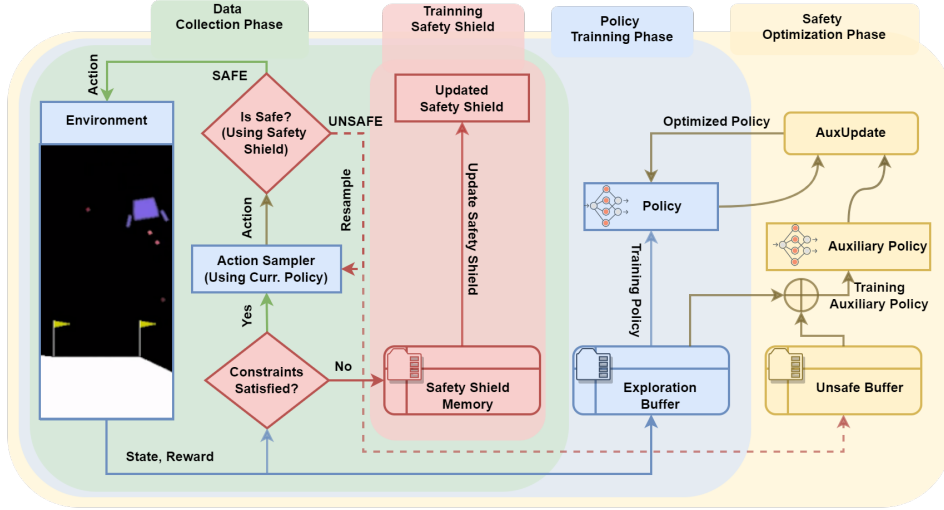 Data
Collection Phase
Trainning
Safety Shield
Policy
Trainning Phase
Safety
Optimization Phase
Action
SAFE
Environment
Is Safe?
(Using Safety
Shield)
UNSAFE
Updated
Safety Shield
Optimized Policy
AuxUpdate
Action
Resample
Update Safety Shield
Policy
Auxiliary Policy
Action Sampler
(Using Curr. Policy)
Yes
Training Policy
Training
Auxiliary Policy
Constraints
Satisfied?
No
Safety Shield
Memory
Exploration
Buffer
Unsafe Buffer
State, Reward